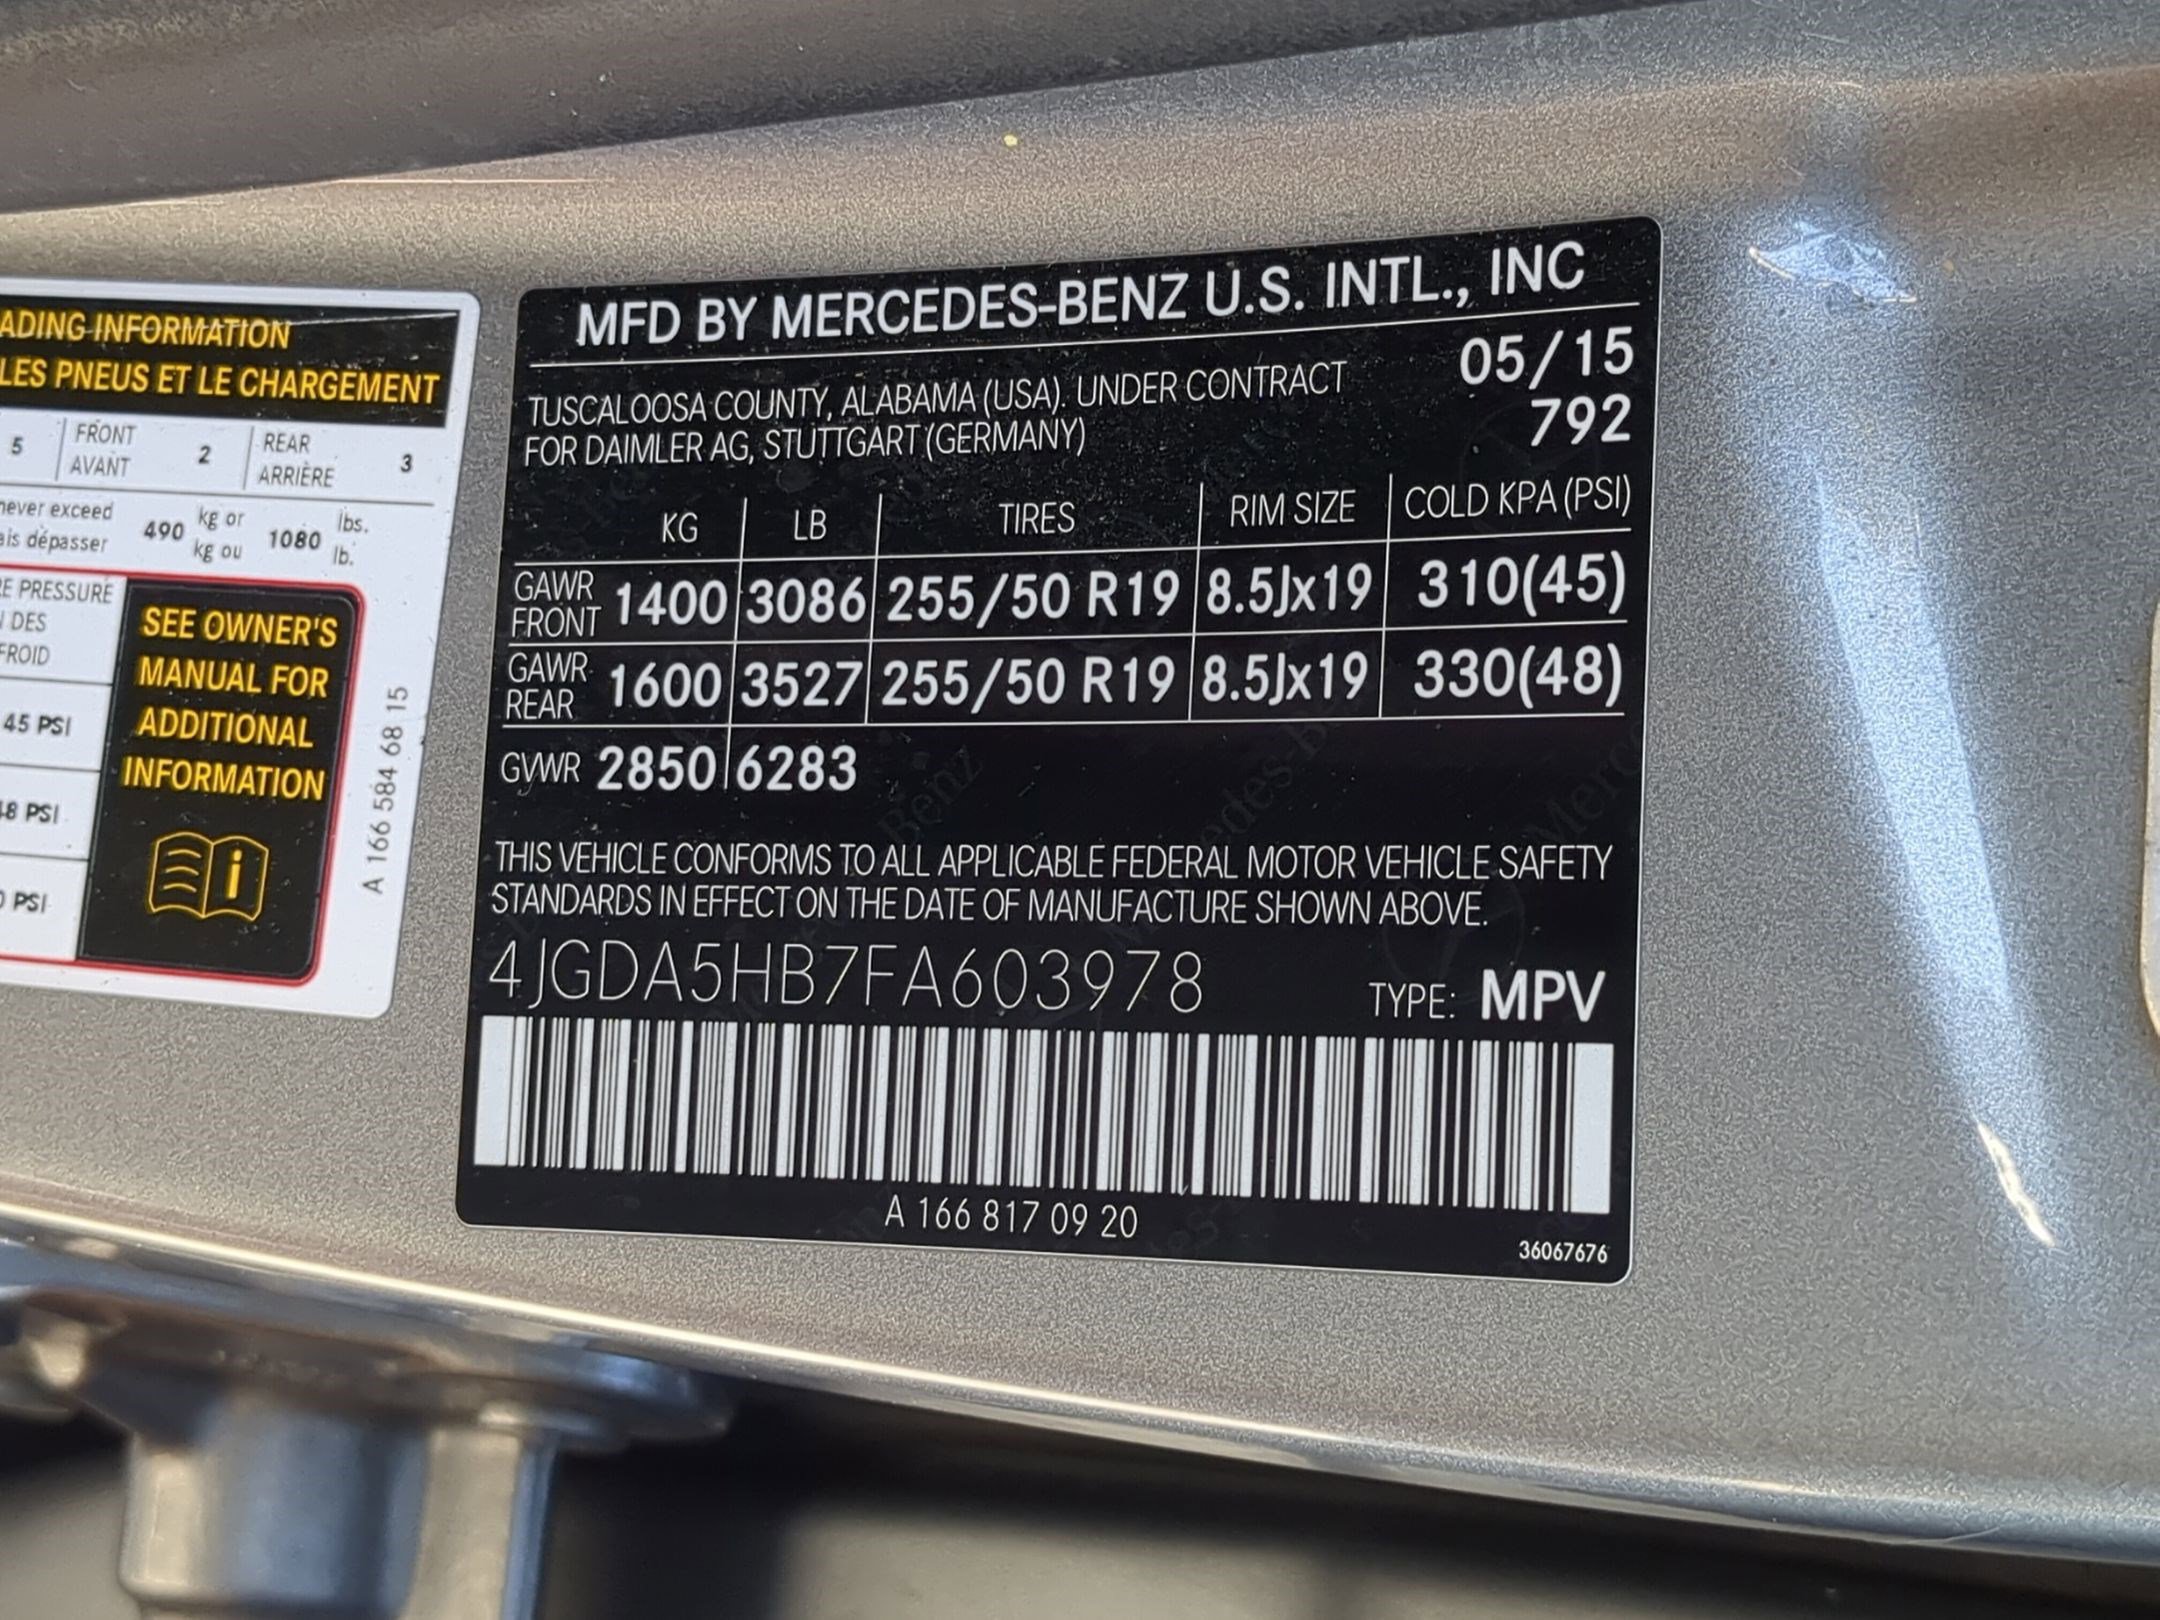 ADING INFORMATION
LES PNEUS ET LE CHARGEMENT
5 FRONT AVANT 2 REAR ARRIÈRE 3
never exceed 490 kg or 1080 lbs.
ais dépasser kg ou lb.
E PRESSURE
DES
FROID
45 PSI
48 PSI
0 PSI
SEE OWNER'S
MANUAL FOR
ADDITIONAL
INFORMATION
i
A 166 584 68 15
MFD BY MERCEDES-BENZ U.S. INTL., INC
TUSCALOOSA COUNTY, ALABAMA (USA). UNDER CONTRACT 05/15
FOR DAIMLER AG, STUTTGART (GERMANY) 792
KG LB TIRES RIM SIZE COLD KPA (PSI)
GAWR FRONT 1400 3086 255/50 R19 8.5Jx19 310(45)
GAWR REAR 1600 3527 255/50 R19 8.5Jx19 330(48)
GVWR 2850 6283
THIS VEHICLE CONFORMS TO ALL APPLICABLE FEDERAL MOTOR VEHICLE SAFETY
STANDARDS IN EFFECT ON THE DATE OF MANUFACTURE SHOWN ABOVE.
4JGDA5HB7FA603978 TYPE: MPV
A 166 817 09 20
36067676